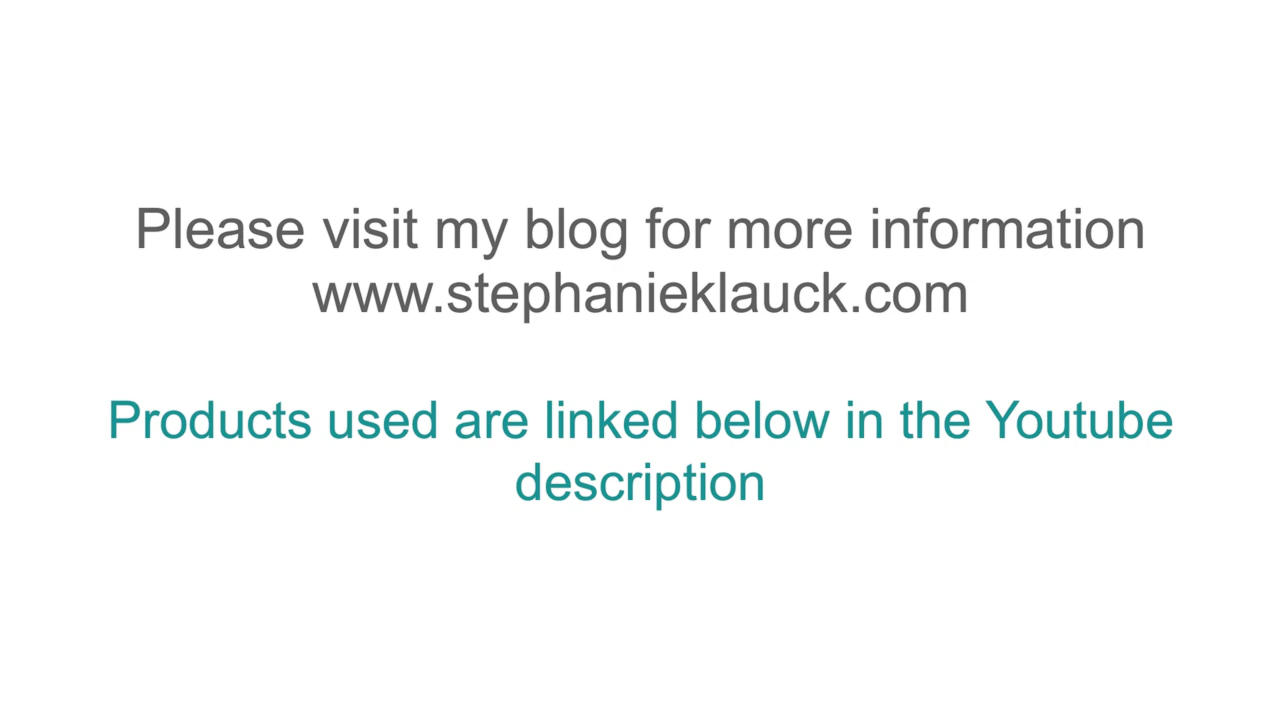 Please visit my blog for more information
www.stephanieklauck.com
Products used are linked below in the Youtube
description